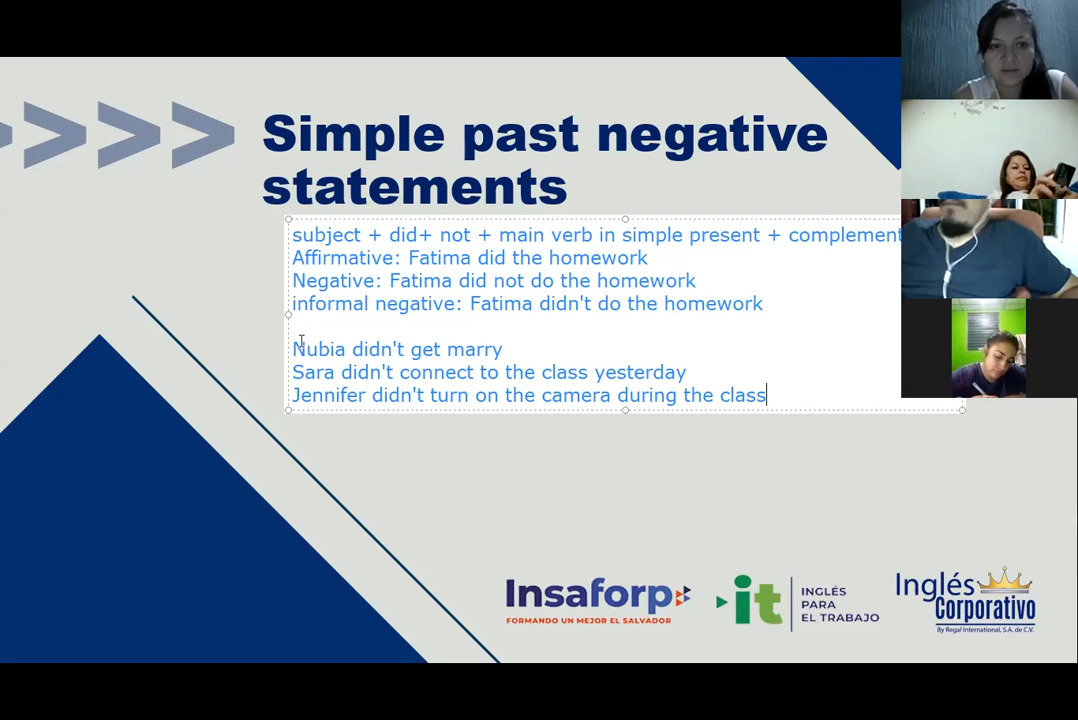 >>>>
Simple past negative
statements
subject + did+ not + main verb in simple present + complement
Affirmative: Fatima did the homework
Negative: Fatima did not do the homework
informal negative: Fatima didn't do the homework
Nubia didn't get marry
Sara didn't connect to the class yesterday
Jennifer didn't turn on the camera during the class
Insaforp
FORMANDO UN MEJOR EL SALVADOR
it
INGLÉS
PARA
EL TRABAJO
Inglés
Corporativo
By Regal International, S.A. de C.V.